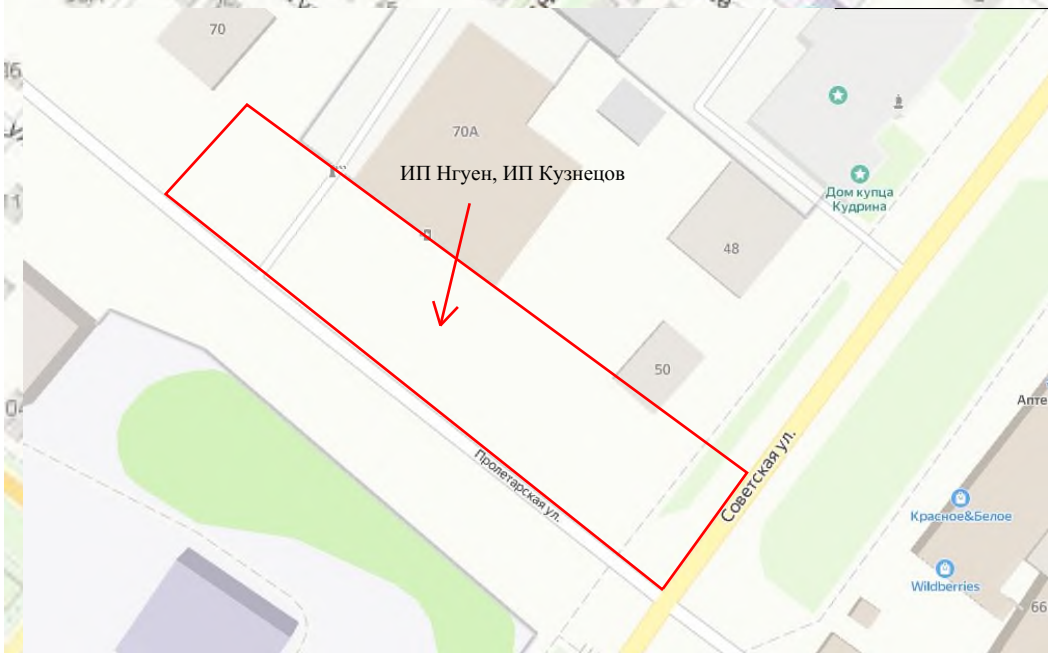 70
70А
ИП Нгуен, ИП Кузнецов
Дом купца
Кудрина
48
50
Советская ул.
Пролетарская ул.
Апте
Красное&Белое
Wildberries
66